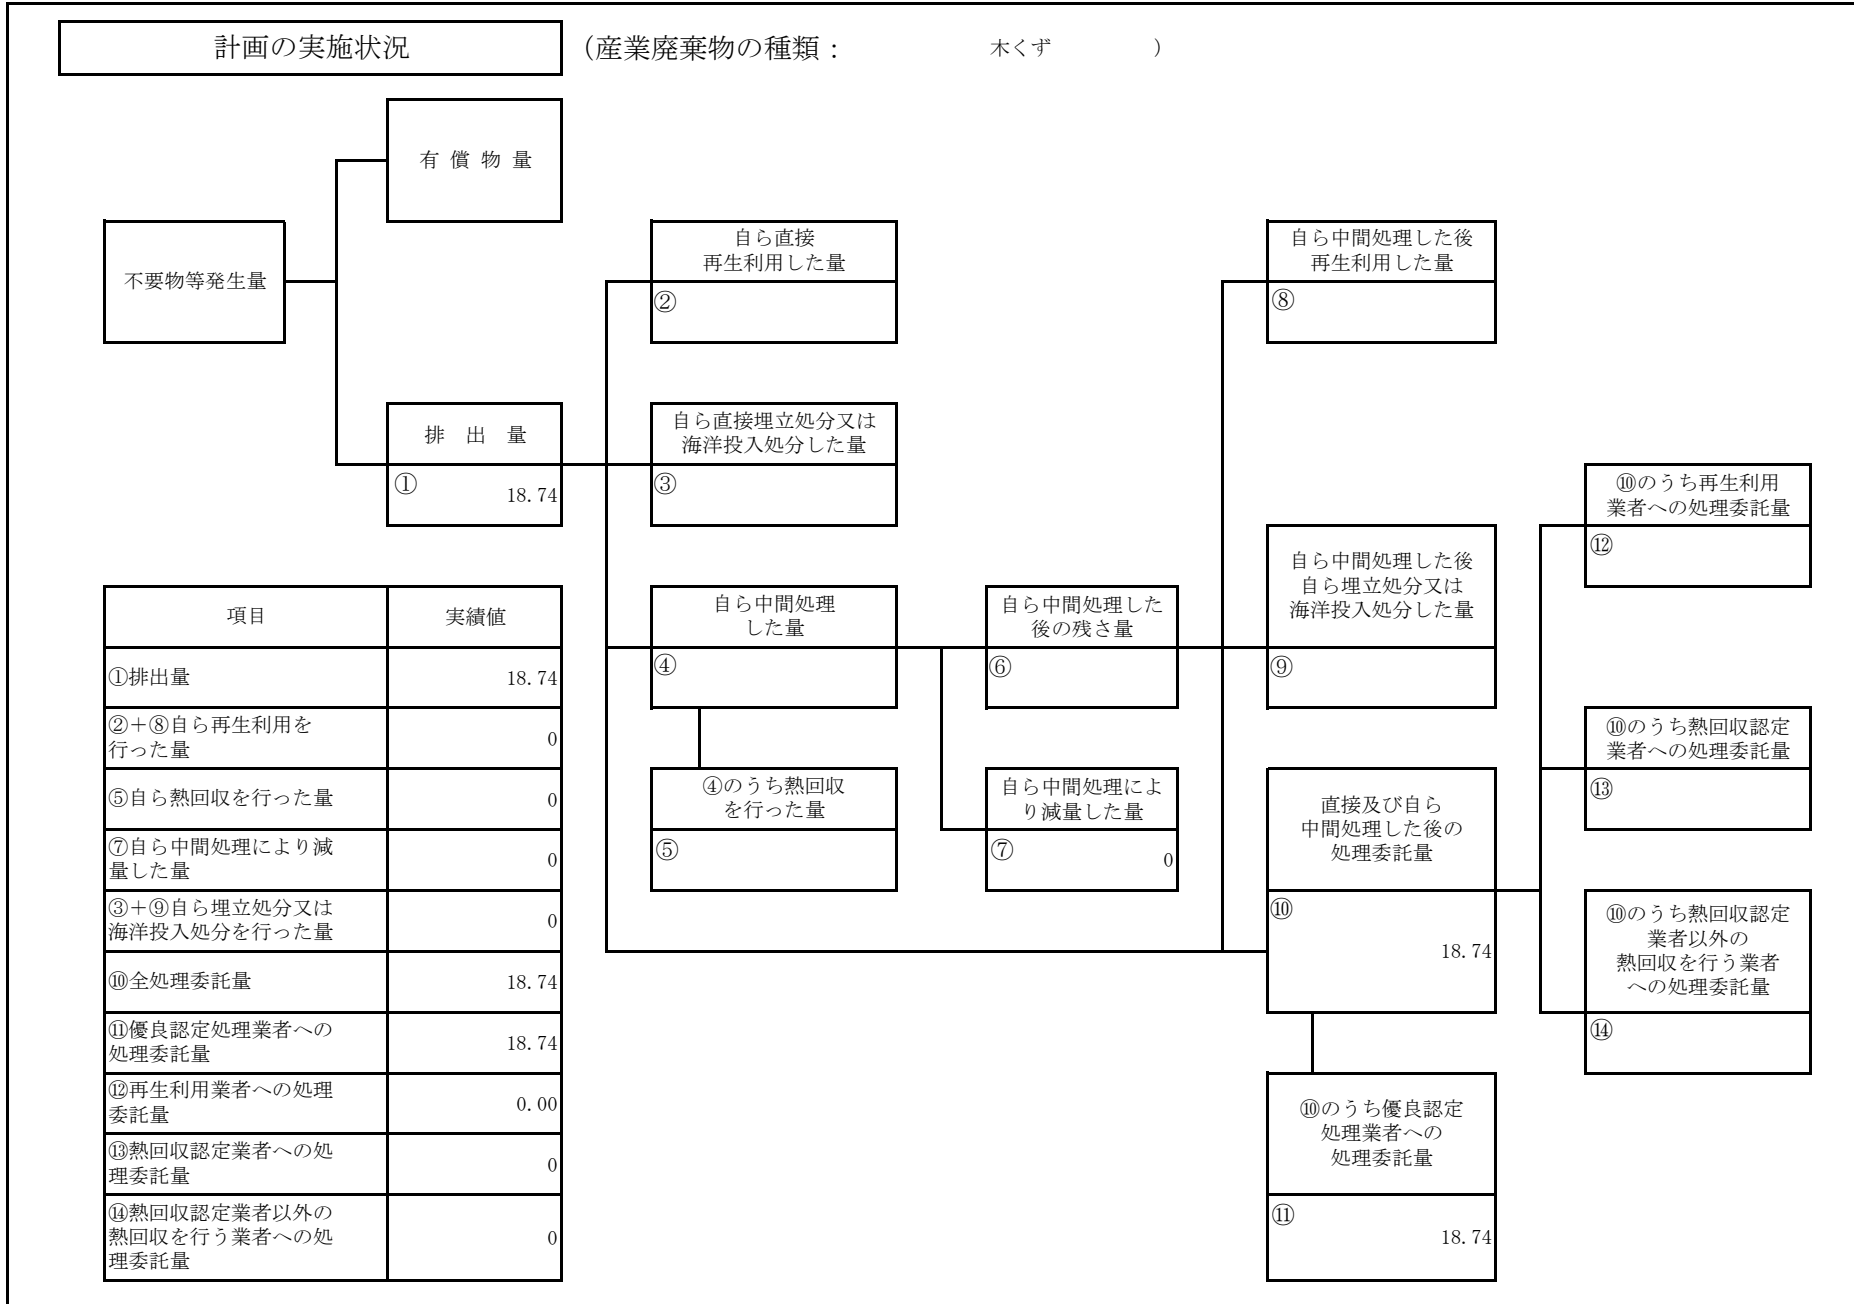 計画の実施状況
(産業廃棄物の種類： 木くず )
有 償 物 量
不要物等発生量
自ら直接
再生利用した量
②
自ら中間処理した後
再生利用した量
⑧
排 出 量
① 18.74
自ら直接埋立処分又は
海洋投入処分した量
③
⑩のうち再生利用
業者への処理委託量
⑫
自ら中間処理した後
自ら埋立処分又は
海洋投入処分した量
⑨
自ら中間処理
した量
④
自ら中間処理した
後の残さ量
⑥
④のうち熱回収
を行った量
⑤
自ら中間処理によ
り減量した量
⑦ 0
直接及び自ら
中間処理した後の
処理委託量
⑩
18.74
⑩のうち熱回収認定
業者への処理委託量
⑬
⑩のうち熱回収認定
業者以外の
熱回収を行う業者
への処理委託量
⑭
⑩のうち優良認定
処理業者への
処理委託量
⑪
18.74
項目 実績値
①排出量 18.74
②＋⑧自ら再生利用を
行った量 0
⑤自ら熱回収を行った量 0
⑦自ら中間処理により減
量した量 0
③＋⑨自ら埋立処分又は
海洋投入処分を行った量 0
⑩全処理委託量 18.74
⑪優良認定処理業者への
処理委託量 18.74
⑫再生利用業者への処理
委託量 0.00
⑬熱回収認定業者への処
理委託量 0
⑭熱回収認定業者以外の
熱回収を行う業者への処
理委託量 0